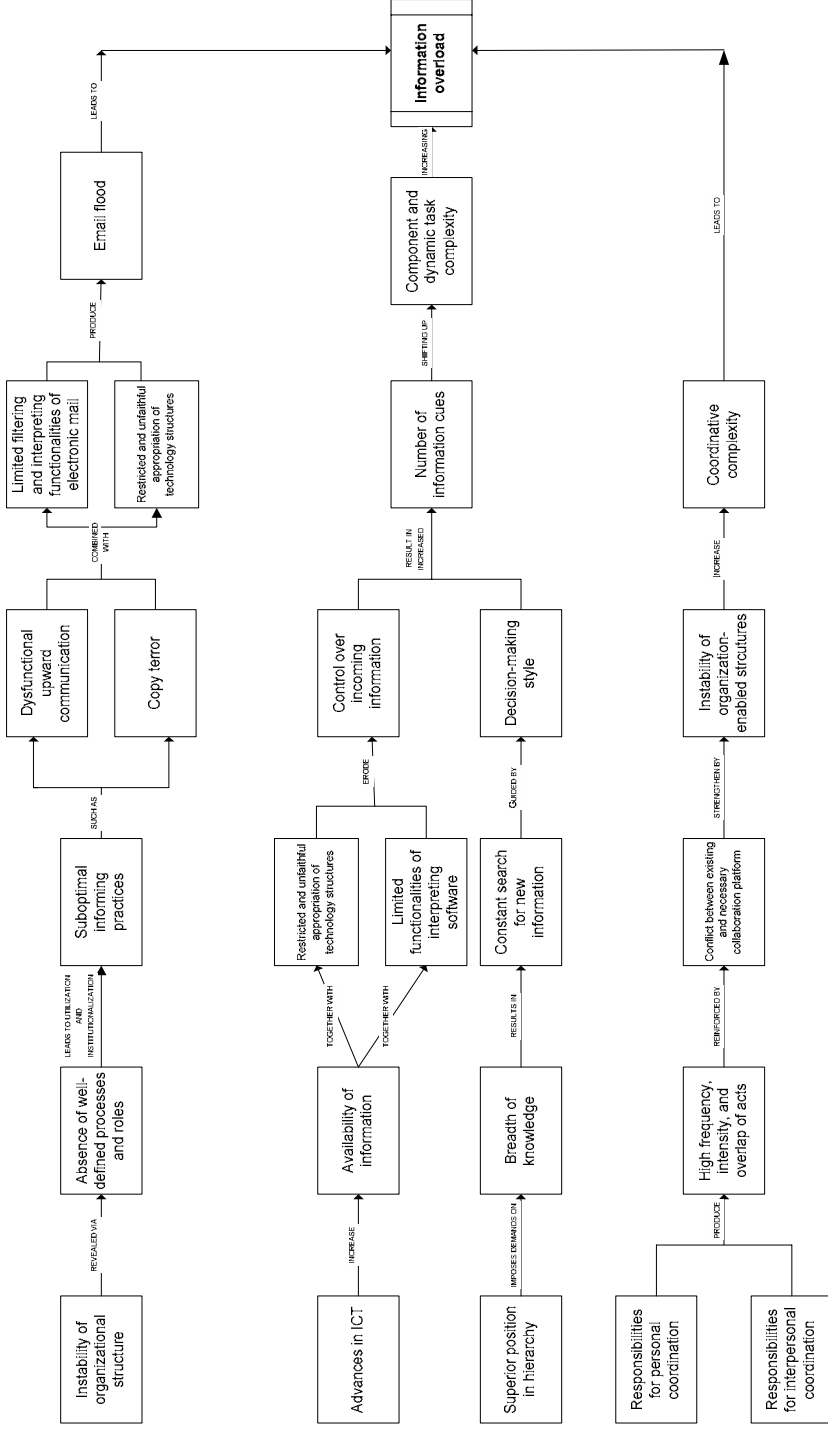 Instability of
organizational
structure
REVEALED VIA
Absence of well-
defined processes
and roles
LEADS TO UTILIZATION
AND
INSTITUTIONALIZATION
Suboptimal
informing
practices
SUCH AS
Dysfunctional
upward
communication
Copy terror
COMBINED
WITH
Limited filtering
and interpreting
functionalities of
electronic mail
Restricted and unfaithful
appropriation of
technology structures
PRODUCE
Email flood
LEADS TO
Information
overload
Advances in ICT
INCREASE
Availability of
information
TOGETHER WITH
TOGETHER WITH
Restricted and unfaithful
appropriation of
technology structures
Limited
functionalities of
interpreting
software
ERODE
Control over
incoming
information
Superior position
in hierarchy
IMPOSES DEMANDS ON
Breadth of
knowledge
RESULTS IN
Constant search
for new
information
GUIDED BY
Decision-making
style
RESULT IN
INCREASED
Number of
information cues
SHIFTING UP
Component and
dynamic task
complexity
INCREASING
Responsibilities
for personal
coordination
Responsibilities
for interpersonal
coordination
PRODUCE
High frequency,
intensity, and
overlap of acts
REINFORCED BY
Conflict between existing
and necessary
collaboration platform
STRENGTHEN BY
Instability of
organization-
enabled strcutures
INCREASE
Coordinative
complexity
LEADS TO